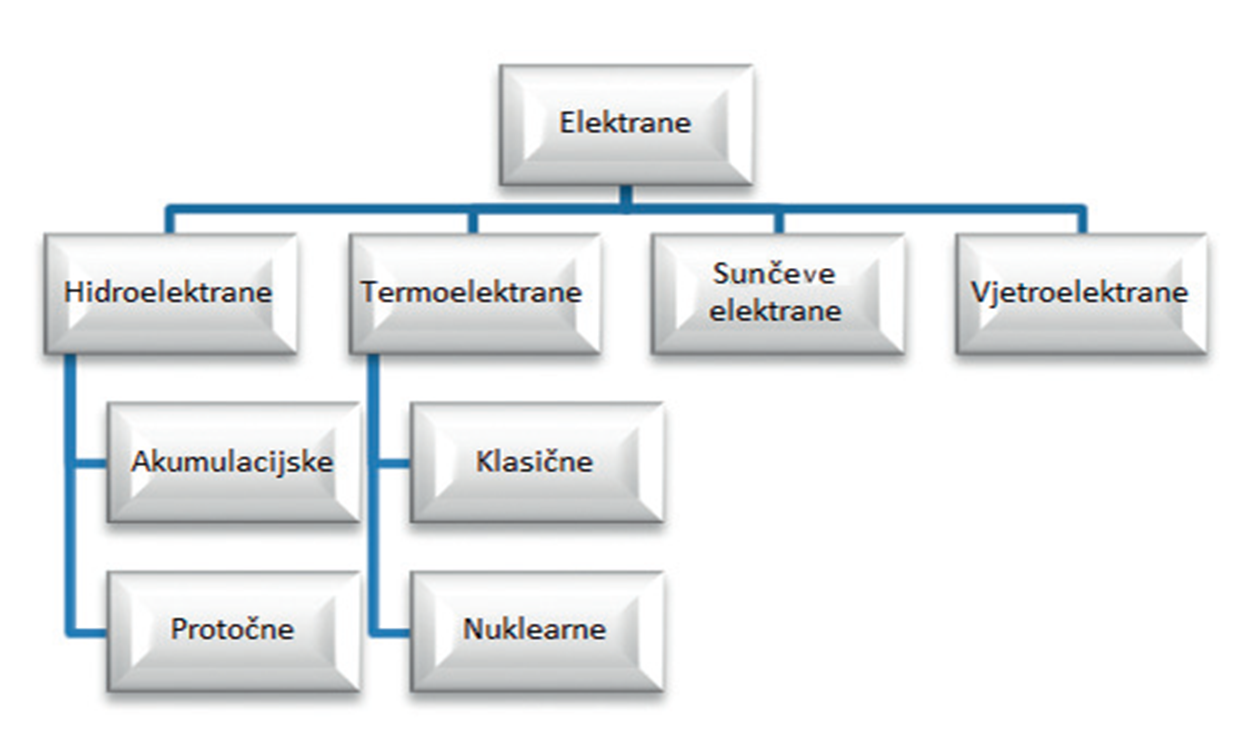 Elektrane
Hidroelektrane
Termoelektrane
Sunčeve
elektrane
Vjetroelektrane
Akumulacijske
Klasične
Protočne
Nuklearne